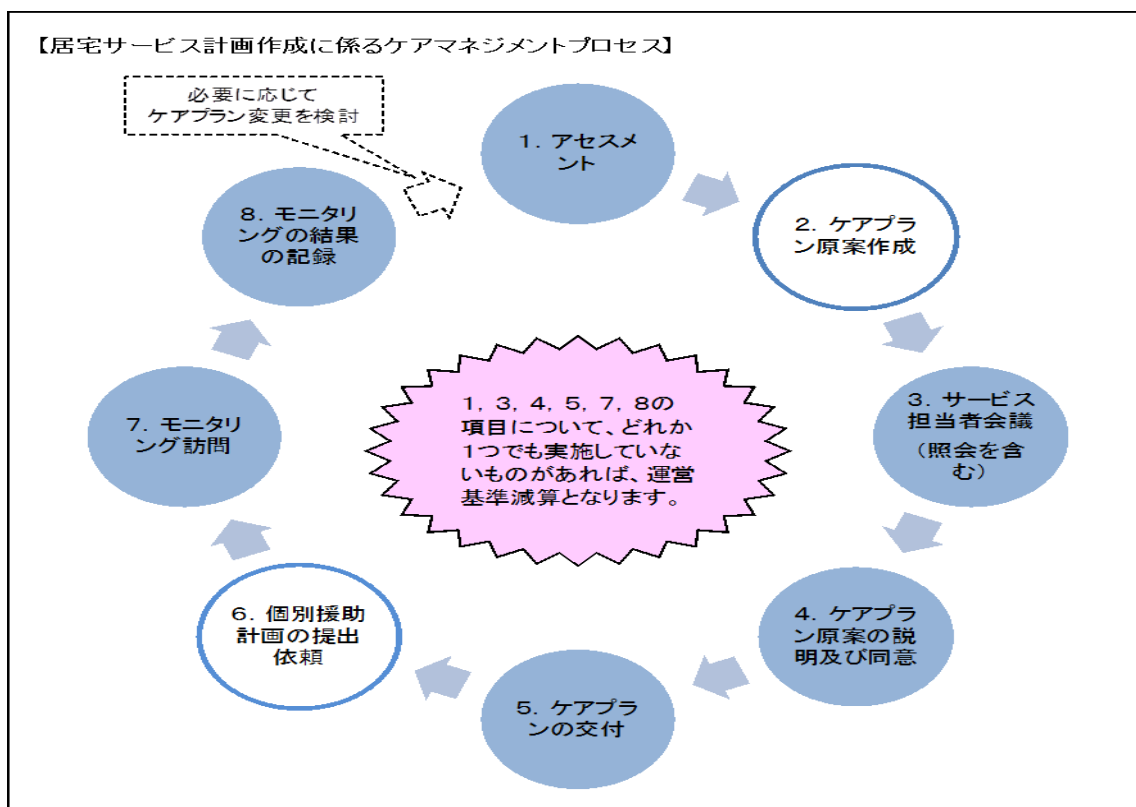 【居宅サービス計画作成に係るケアマネジメントプロセス】
必要に応じて
ケアプラン変更を検討
1．アセスメ
ント
2．ケアプラ
ン原案作成
3．サービス
担当者会議
（照会を含
む）
4．ケアプラ
ン原案の説
明及び同意
5．ケアプラ
ンの交付
6．個別援助
計画の提出
依頼
7．モニタリ
ング訪問
8．モニタリ
ングの結果
の記録
1，3，4，5，7，8の
項目について、どれか
1つでも実施していな
いものがあれば、運営
基準減算となります。